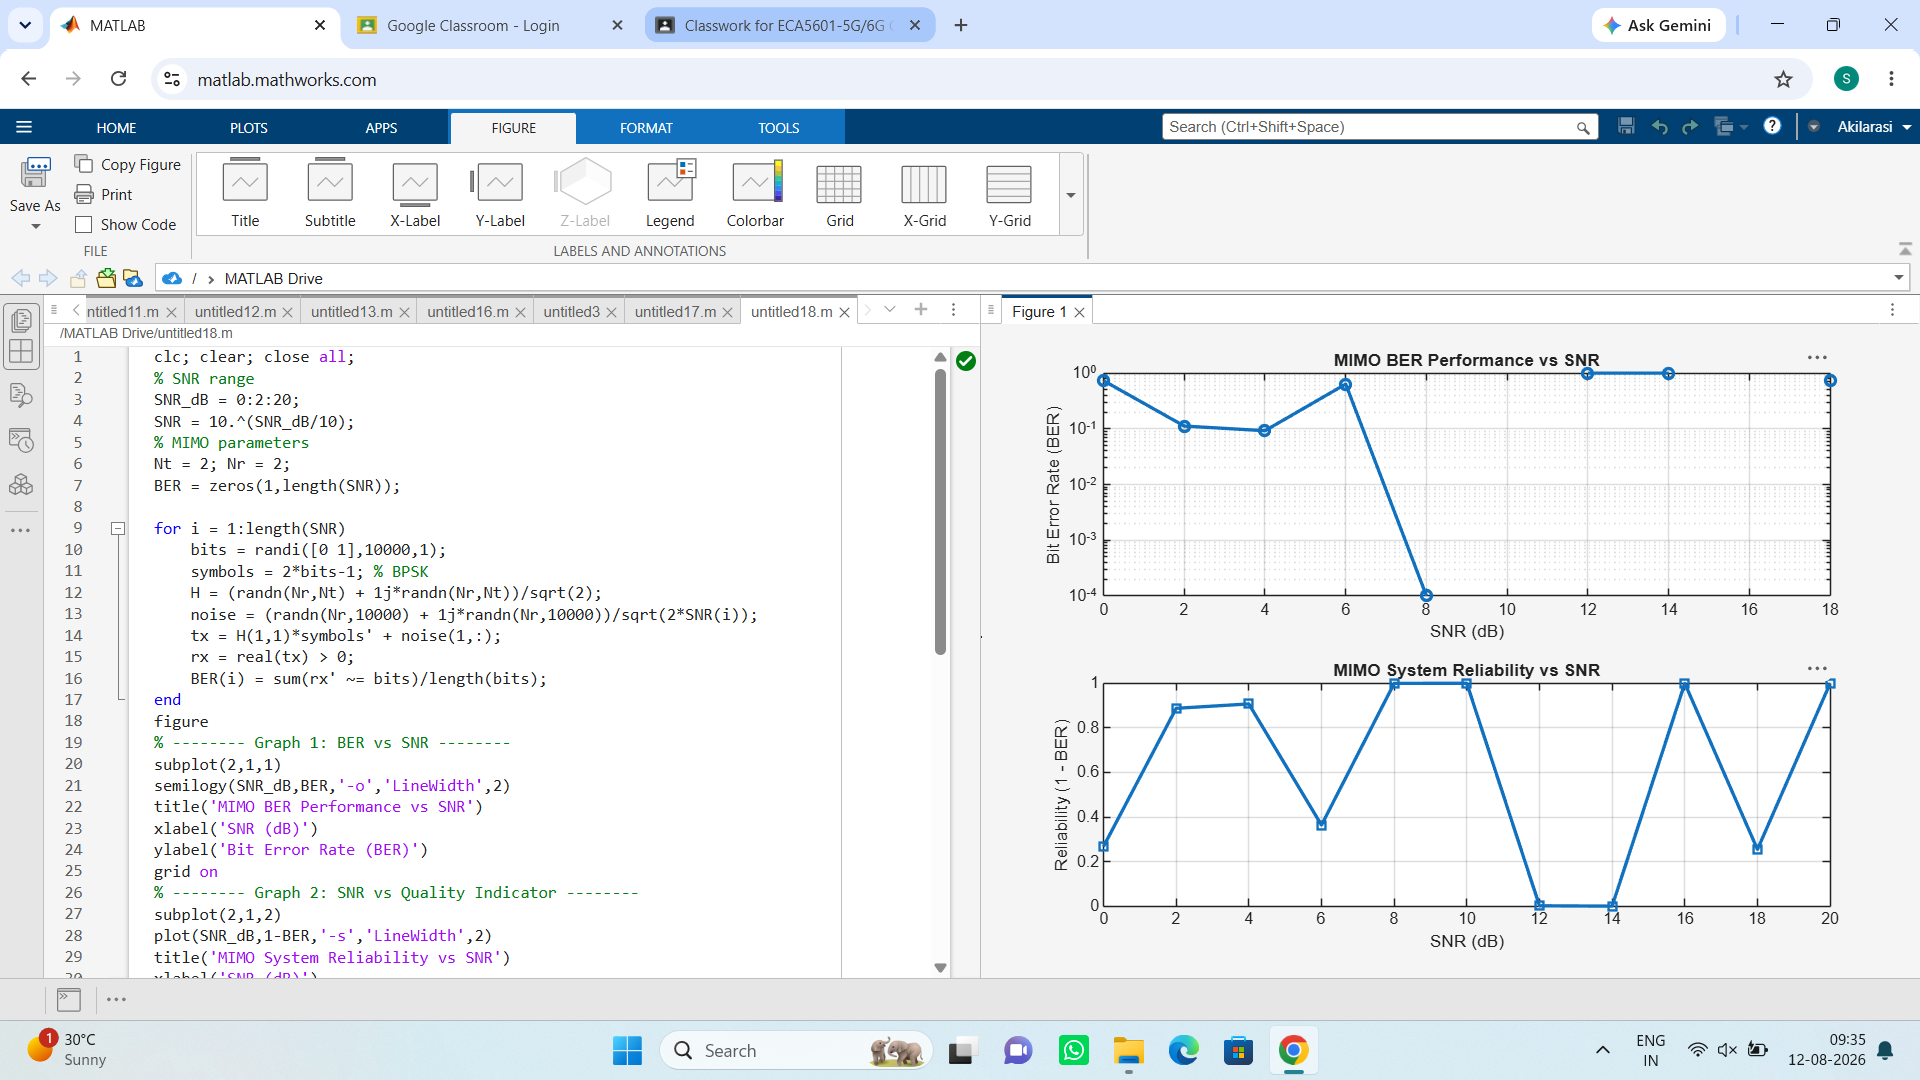 MATLAB
Google Classroom - Login
Classwork for ECA5601-5G/6G
Ask Gemini
matlab.mathworks.com
S
HOME
PLOTS
APPS
FIGURE
FORMAT
TOOLS
Search (Ctrl+Shift+Space)
Akilarasi
Save As
Copy Figure
Print
Show Code
FILE
Title
Subtitle
X-Label
Y-Label
Z-Label
Legend
Colorbar
Grid
X-Grid
Y-Grid
LABELS AND ANNOTATIONS
/ › MATLAB Drive
ntitled11.m
untitled12.m
untitled13.m
untitled16.m
untitled3
untitled17.m
untitled18.m
Figure 1
/MATLAB Drive/untitled18.m
1 clc; clear; close all;
2 % SNR range
3 SNR_dB = 0:2:20;
4 SNR = 10.^(SNR_dB/10);
5 % MIMO parameters
6 Nt = 2; Nr = 2;
7 BER = zeros(1,length(SNR));
8
9 for i = 1:length(SNR)
10 bits = randi([0 1],10000,1);
11 symbols = 2*bits-1; % BPSK
12 H = (randn(Nr,Nt) + 1j*randn(Nr,Nt))/sqrt(2);
13 noise = (randn(Nr,10000) + 1j*randn(Nr,10000))/sqrt(2*SNR(i));
14 tx = H(1,1)*symbols' + noise(1,:);
15 rx = real(tx) > 0;
16 BER(i) = sum(rx' ~= bits)/length(bits);
17 end
18 figure
19 % -------- Graph 1: BER vs SNR --------
20 subplot(2,1,1)
21 semilogy(SNR_dB,BER,'-o','LineWidth',2)
22 title('MIMO BER Performance vs SNR')
23 xlabel('SNR (dB)')
24 ylabel('Bit Error Rate (BER)')
25 grid on
26 % -------- Graph 2: SNR vs Quality Indicator --------
27 subplot(2,1,2)
28 plot(SNR_dB,1-BER,'-s','LineWidth',2)
29 title('MIMO System Reliability vs SNR')
30 xlabel('SNR (dB)')
MIMO BER Performance vs SNR
Bit Error Rate (BER)
10⁰
10⁻¹
10⁻²
10⁻³
10⁻⁴
0 2 4 6 8 10 12 14 16 18
SNR (dB)
MIMO System Reliability vs SNR
Reliability (1 - BER)
1
0.8
0.6
0.4
0.2
0
0 2 4 6 8 10 12 14 16 18 20
SNR (dB)
1
30°C
Sunny
Search
ENG
IN
09:35
12-08-2026